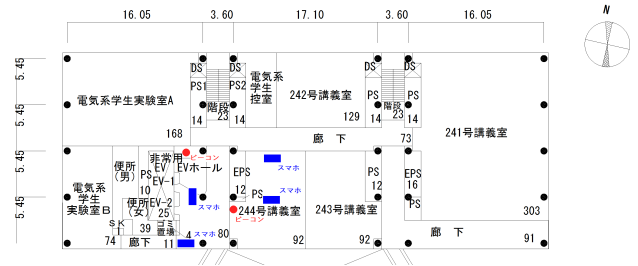 16.05
3.60
17.10
3.60
16.05
N
5.45
5.45
5.45
5.45
DS
DS
DS
DS
PS1
PS2
PS
PS
階段
23
階段
23
14
14
14
14
電気系学生実験室A
168
電気系
学生
控室
242号講義室
129
241号講義室
303
廊 下
73
便所
(男)
PS
10
非常用
EV
EV-1
EV-2
25
EVホール
ビーコン
スマホ
スマホ
スマホ
スマホ
EPS
12
PS
PS
12
EPS
16
PS
電気系
学生
実験室B
74
便所
(女)
39
SK
1
ゴミ
置場
4
11
廊下
244号講義室
ビーコン
80
92
243号講義室
92
廊 下
91